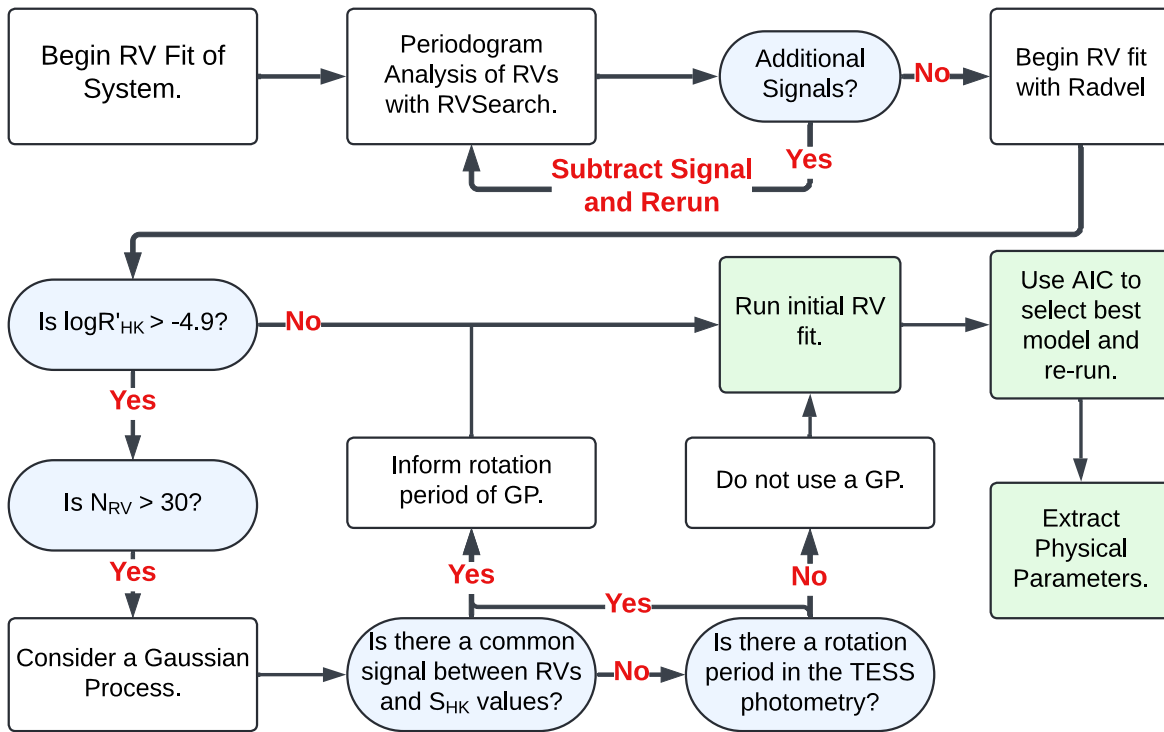 Begin RV Fit of
System.
Periodogram
Analysis of RVs
with RVSearch.
Additional
Signals?
No
Begin RV fit
with Radvel
Yes
Subtract Signal
and Rerun
Is logR'HK > -4.9?
No
Run initial RV
fit.
Use AIC to
select best
model and
re-run.
Yes
Is NRV > 30?
Inform rotation
period of GP.
Do not use a GP.
Extract
Physical
Parameters.
Yes
Yes
No
Yes
Consider a Gaussian
Process.
Is there a common
signal between RVs
and SHK values?
No
Is there a rotation
period in the TESS
photometry?